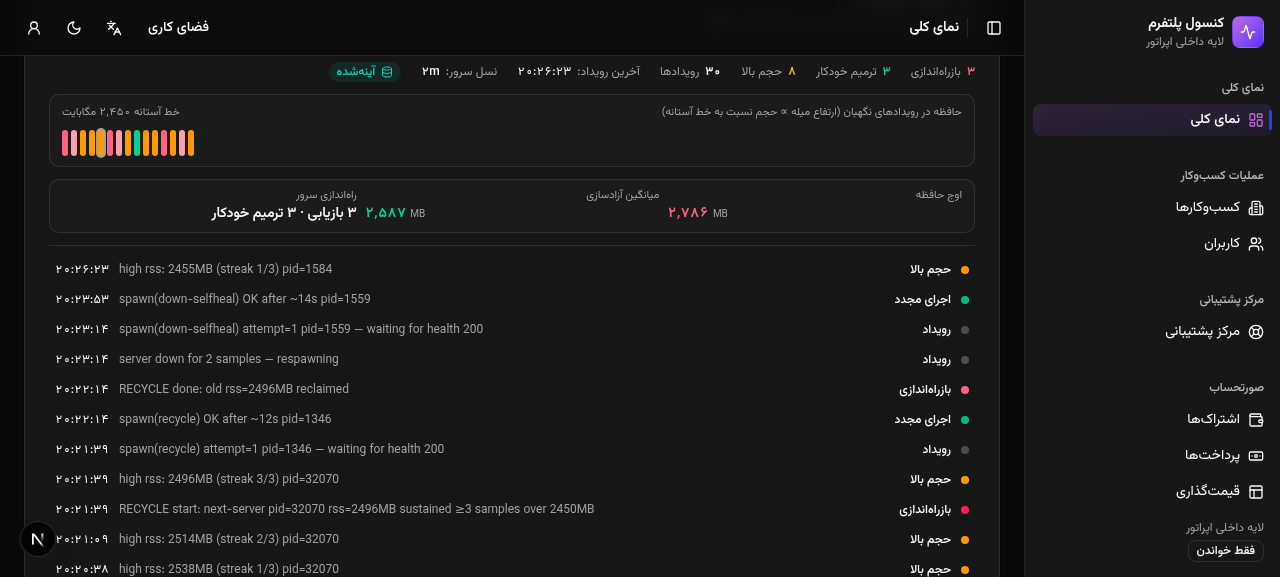 کنسول پلتفرم
لایه داخلی اپراتور
نمای کلی
نمای کلی
عملیات کسب‌وکار
کسب‌وکارها
کاربران
مرکز پشتیبانی
مرکز پشتیبانی
صورتحساب
اشتراک‌ها
پرداخت‌ها
قیمت‌گذاری
لایه داخلی اپراتور
فقط خواندن
نمای کلی
فضای کاری
۳ بازراه‌اندازی ۳ ترمیم خودکار ۸ حجم بالا ۳۰ رویدادها آخرین رویداد: ۲۰:۲۶:۲۳ نسل سرور: ۲m آینه‌شده
حافظه در رویدادهای نگهبان (ارتفاع میله ∝ حجم نسبت به خط آستانه)
خط آستانه ۲,۴۵۰ مگابایت
اوج حافظه
۲,۷۸۶ MB
میانگین آزادسازی
۲,۵۸۷ MB
راه‌اندازی سرور
۳ بازیابی · ۳ ترمیم خودکار
حجم بالا high rss: 2455MB (streak 1/3) pid=1584 ۲۰:۲۶:۲۳
اجرای مجدد spawn(down-selfheal) OK after ~14s pid=1559 ۲۰:۲۳:۵۳
رویداد spawn(down-selfheal) attempt=1 pid=1559 — waiting for health 200 ۲۰:۲۳:۱۴
رویداد server down for 2 samples — respawning ۲۰:۲۳:۱۴
بازراه‌اندازی RECYCLE done: old rss=2496MB reclaimed ۲۰:۲۲:۱۴
اجرای مجدد spawn(recycle) OK after ~12s pid=1346 ۲۰:۲۲:۱۴
رویداد spawn(recycle) attempt=1 pid=1346 — waiting for health 200 ۲۰:۲۱:۳۹
حجم بالا high rss: 2496MB (streak 3/3) pid=32070 ۲۰:۲۱:۳۹
بازراه‌اندازی RECYCLE start: next-server pid=32070 rss=2496MB sustained ≥3 samples over 2450MB ۲۰:۲۱:۳۹
حجم بالا high rss: 2514MB (streak 2/3) pid=32070 ۲۰:۲۱:۰۹
حجم بالا high rss: 2538MB (streak 1/3) pid=32070 ۲۰:۲۰:۳۸
N